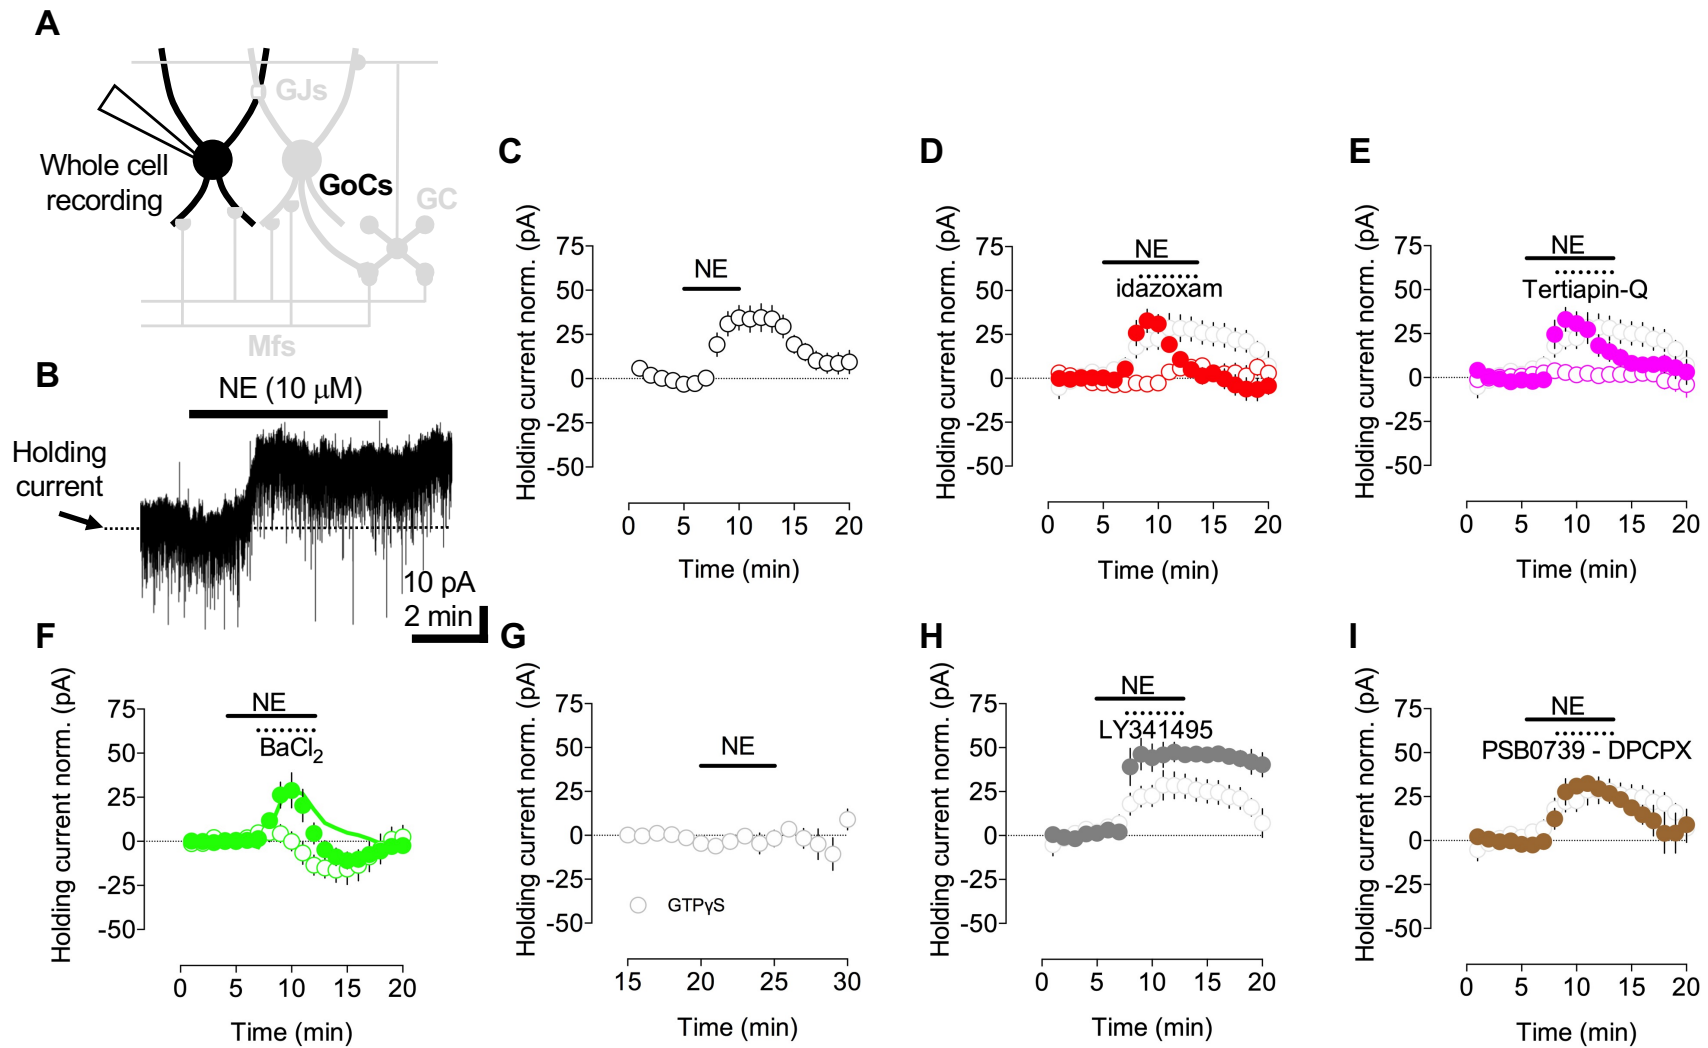 A
GJs
Whole cell
recording
GoCs
GC
Mfs
B
NE (10 μM)
Holding
current
10 pA
2 min
C
Holding current norm. (pA)
75
50
25
0
-25
-50
NE
0 5 10 15 20
Time (min)
D
Holding current norm. (pA)
75
50
25
0
-25
-50
NE
idazoxam
0 5 10 15 20
Time (min)
E
Holding current norm. (pA)
75
50
25
0
-25
-50
NE
Tertiapin-Q
0 5 10 15 20
Time (min)
F
Holding current norm. (pA)
75
50
25
0
-25
-50
NE
BaCl₂
0 5 10 15 20
Time (min)
G
Holding current norm. (pA)
75
50
25
0
-25
-50
NE
GTPγS
15 20 25 30
Time (min)
H
Holding current norm. (pA)
75
50
25
0
-25
-50
NE
LY341495
0 5 10 15 20
Time (min)
I
Holding current norm. (pA)
75
50
25
0
-25
-50
NE
PSB0739 - DPCPX
0 5 10 15 20
Time (min)